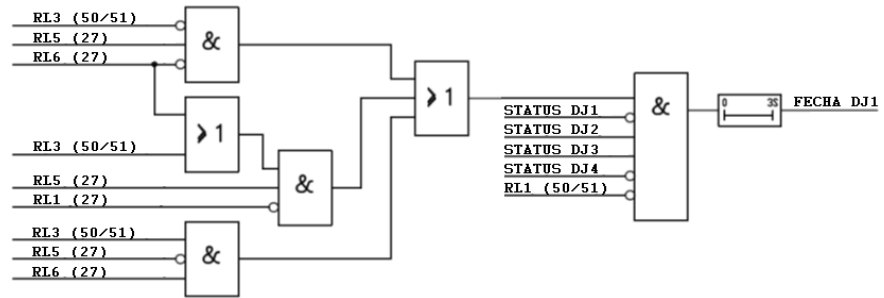 RL3 (50/51)
RL5 (27)
RL6 (27)
&
≥ 1
RL3 (50/51)
RL5 (27)
RL1 (27)
&
RL3 (50/51)
RL5 (27)
RL6 (27)
&
≥ 1
STATUS DJ1
STATUS DJ2
STATUS DJ3
STATUS DJ4
RL1 (50/51)
&
0 3S
FECHA DJ1